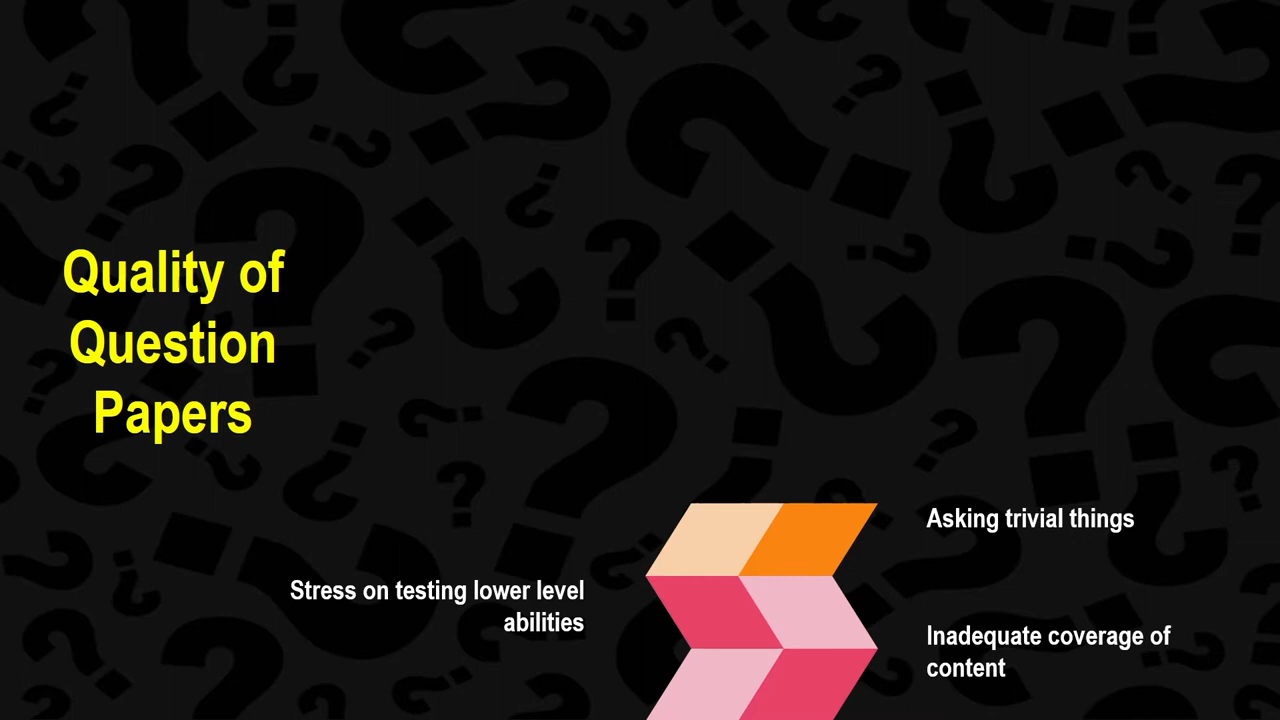 Quality of
Question
Papers
Asking trivial things
Stress on testing lower level
abilities
Inadequate coverage of
content